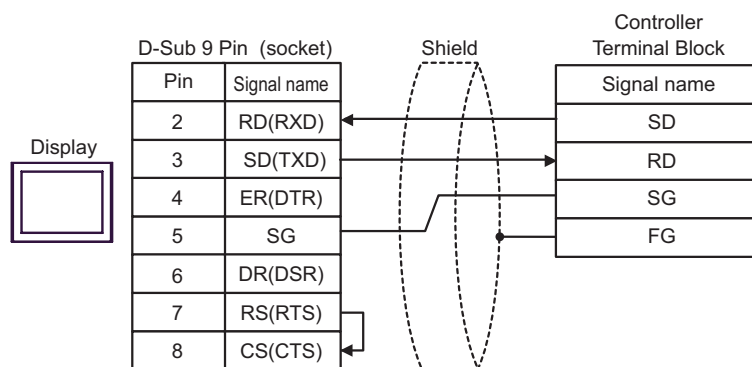 Controller
D-Sub 9 Pin (socket) Shield Terminal Block
Pin Signal name Signal name
2 RD(RXD) SD
Display
3 SD(TXD) RD
4 ER(DTR) SG
5 SG FG
6 DR(DSR)
7 RS(RTS)
8 CS(CTS)